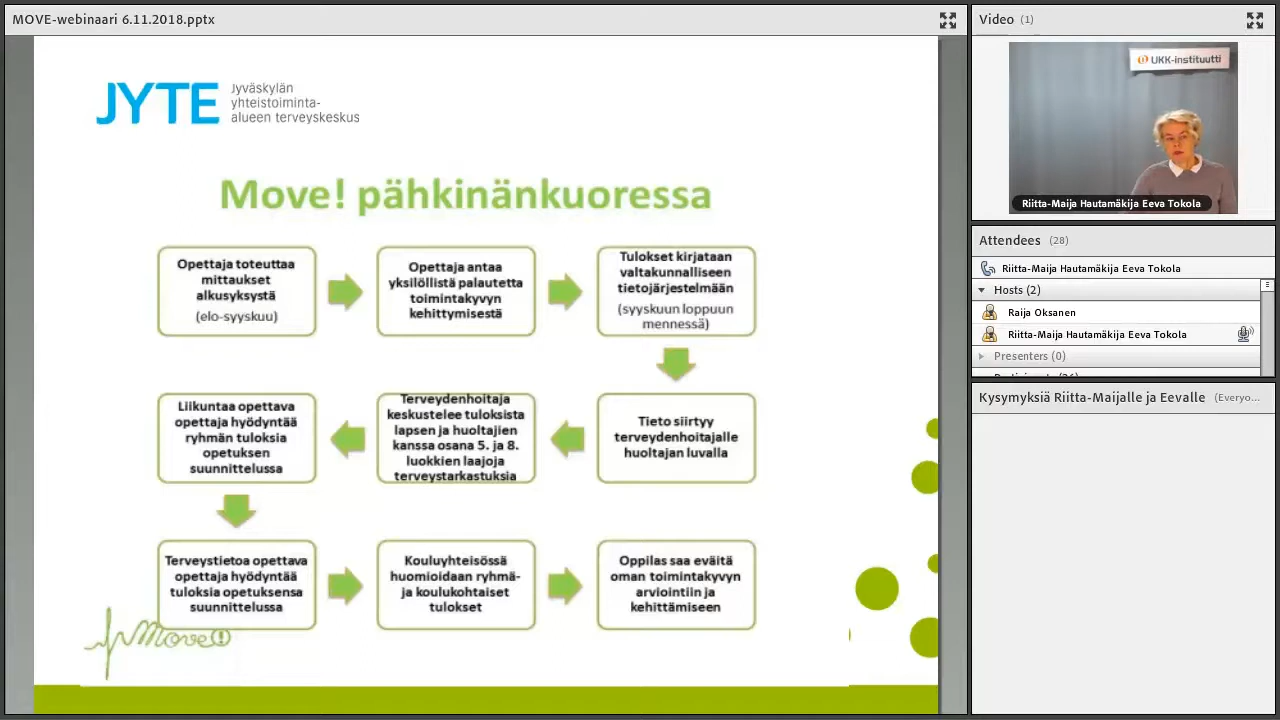 MOVE-webinaari 6.11.2018.pptx
JYTE
Jyväskylän
yhteistoiminta-
alueen terveyskeskus
Move! pähkinänkuoressa
Opettaja toteuttaa
mittaukset
alkusyksystä
(elo-syyskuu)
Opettaja antaa
yksilöllistä palautetta
toimintakyvyn
kehittymisestä
Tulokset kirjataan
valtakunnalliseen
tietojärjestelmään
(syyskuun loppuun
mennessä)
Tieto siirtyy
terveydenhoitajalle
huoltajan luvalla
Terveydenhoitaja
keskustelee tuloksista
lapsen ja huoltajien
kanssa osana 5. ja 8.
luokkien laajoja
terveystarkastuksia
Liikuntaa opettava
opettaja hyödyntää
ryhmän tuloksia
opetuksen
suunnittelussa
Terveystietoa opettava
opettaja hyödyntää
tuloksia opetuksensa
suunnittelussa
Kouluyhteisössä
huomioidaan ryhmä-
ja koulukohtaiset
tulokset
Oppilas saa eväitä
oman toimintakyvyn
arviointiin ja
kehittämiseen
Move!
Video (1)
UKK-instituutti
Riitta-Maija Hautamäkija Eeva Tokola
Attendees (28)
Riitta-Maija Hautamäkija Eeva Tokola
Hosts (2)
Raija Oksanen
Riitta-Maija Hautamäkija Eeva Tokola
Presenters (0)
Kysymyksiä Riitta-Maijalle ja Eevalle (Everyo...